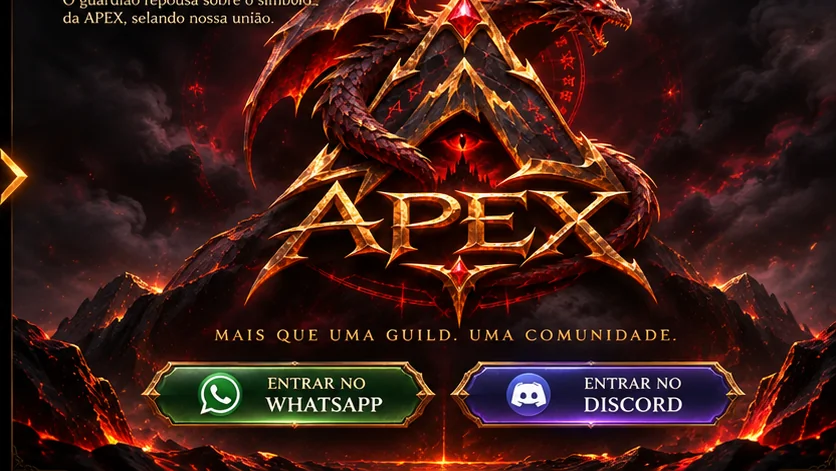 O guardião repousa sobre o símbolo
da APEX, selando nossa união.
APEX
MAIS QUE UMA GUILD. UMA COMUNIDADE.
ENTRAR NO
WHATSAPP
ENTRAR NO
DISCORD